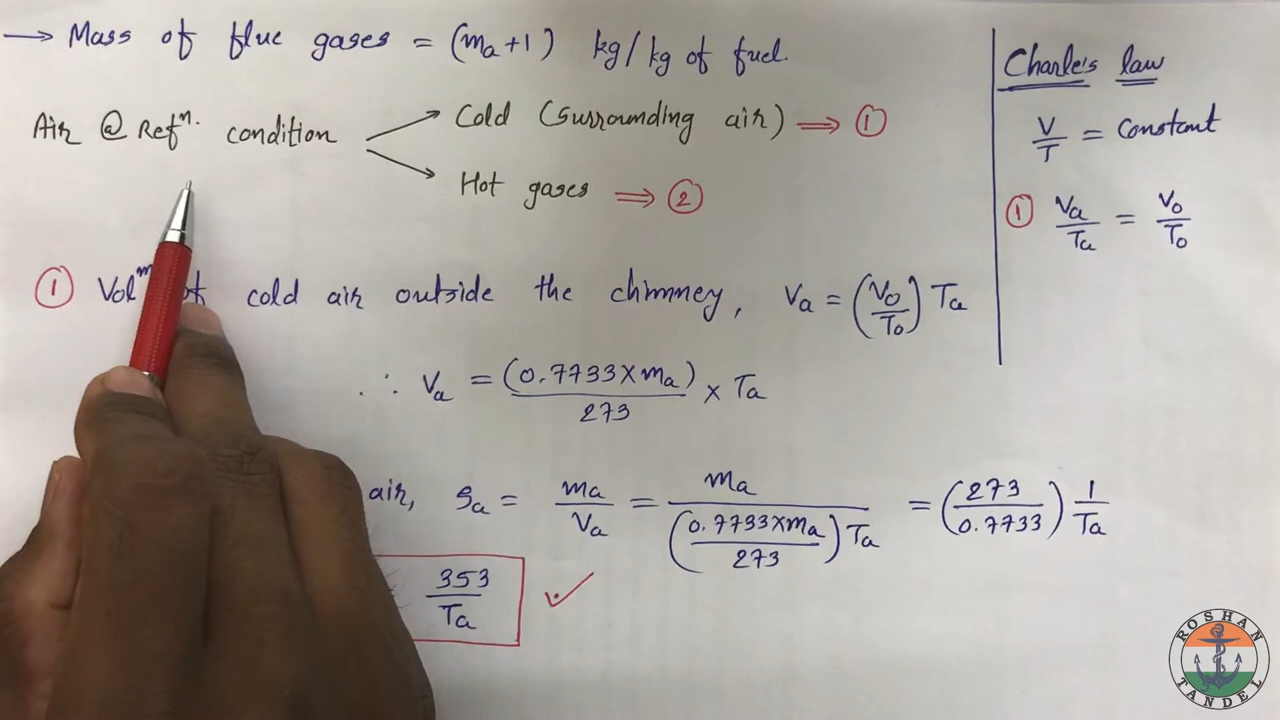 → Mass of flue gases = (ma+1) kg/kg of fuel.
Air @ Refⁿ. condition
Cold (surrounding air) ⇒ ①
Hot gases ⇒ ②
① Volᵐ of cold air outside the chimney, Va = (V0/T0) Ta
∴ Va = (0.7733×ma)/273 × Ta
air, ρa = ma/Va = ma/((0.7733×ma)/273)Ta = (273/0.7733) 1/Ta
353/Ta ✓
Charle's law
V/T = Constant
① Va/Ta = V0/T0
ROSHAN
TANDEL